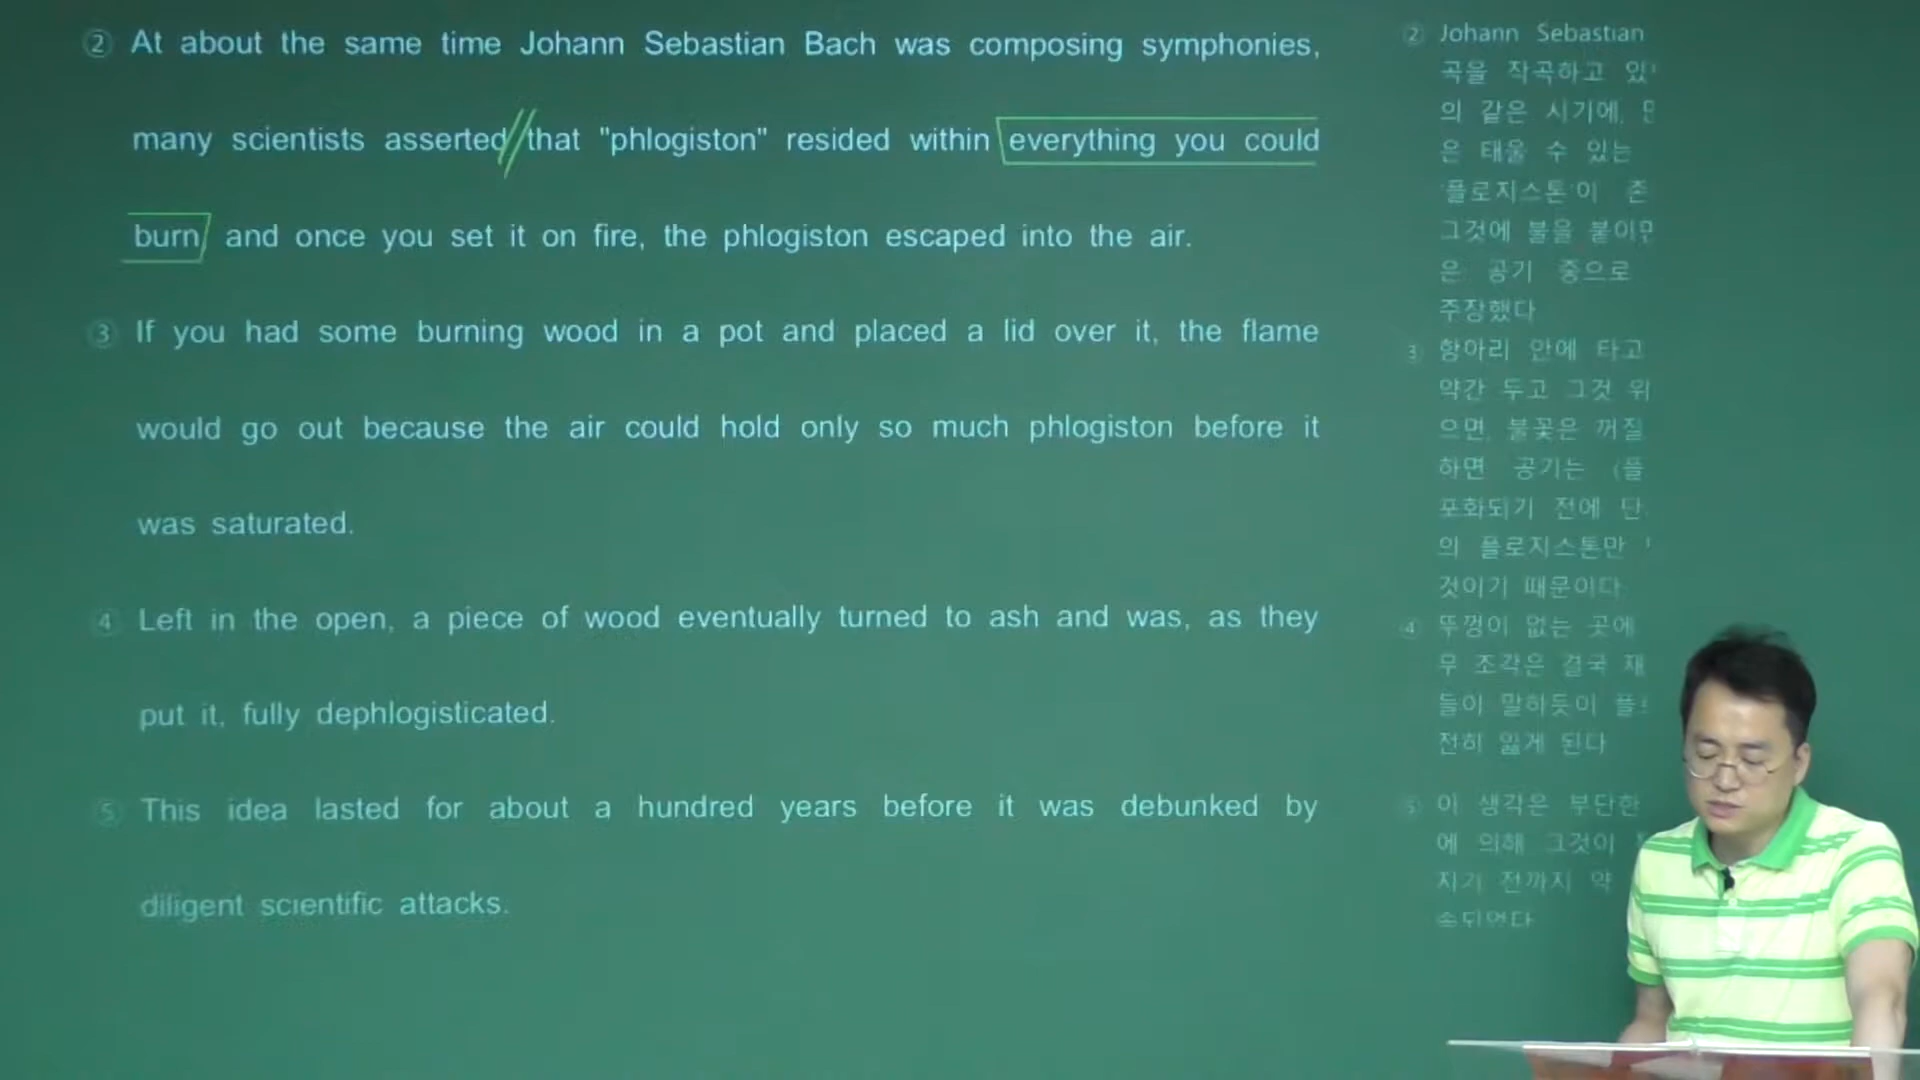 ② At about the same time Johann Sebastian Bach was composing symphonies,
many scientists asserted that "phlogiston" resided within everything you could
burn, and once you set it on fire, the phlogiston escaped into the air.
③ If you had some burning wood in a pot and placed a lid over it, the flame
would go out because the air could hold only so much phlogiston before it
was saturated.
④ Left in the open, a piece of wood eventually turned to ash and was, as they
put it, fully dephlogisticated.
⑤ This idea lasted for about a hundred years before it was debunked by
diligent scientific attacks.
② Johann Sebastian
곡을 작곡하고
의 같은 시기에,
은 태울 수 있는
'플로지스톤'이 존
그것에 불을 붙이면
은 공기 중으로
주장했다
③ 항아리 안에 타고
약간 두고 그것 위
으면, 불꽃은 꺼질
하면 공기는 (플
포화되기 전에 단
의 플로지스톤만
것이기 때문이다
④ 뚜껑이 없는 곳에
무 조각은 결국 재
들이 말하듯이
전히 잃게 된다
⑤ 이 생각은 부단한
에 의해 그것이
지기 전까지 약
속되었다